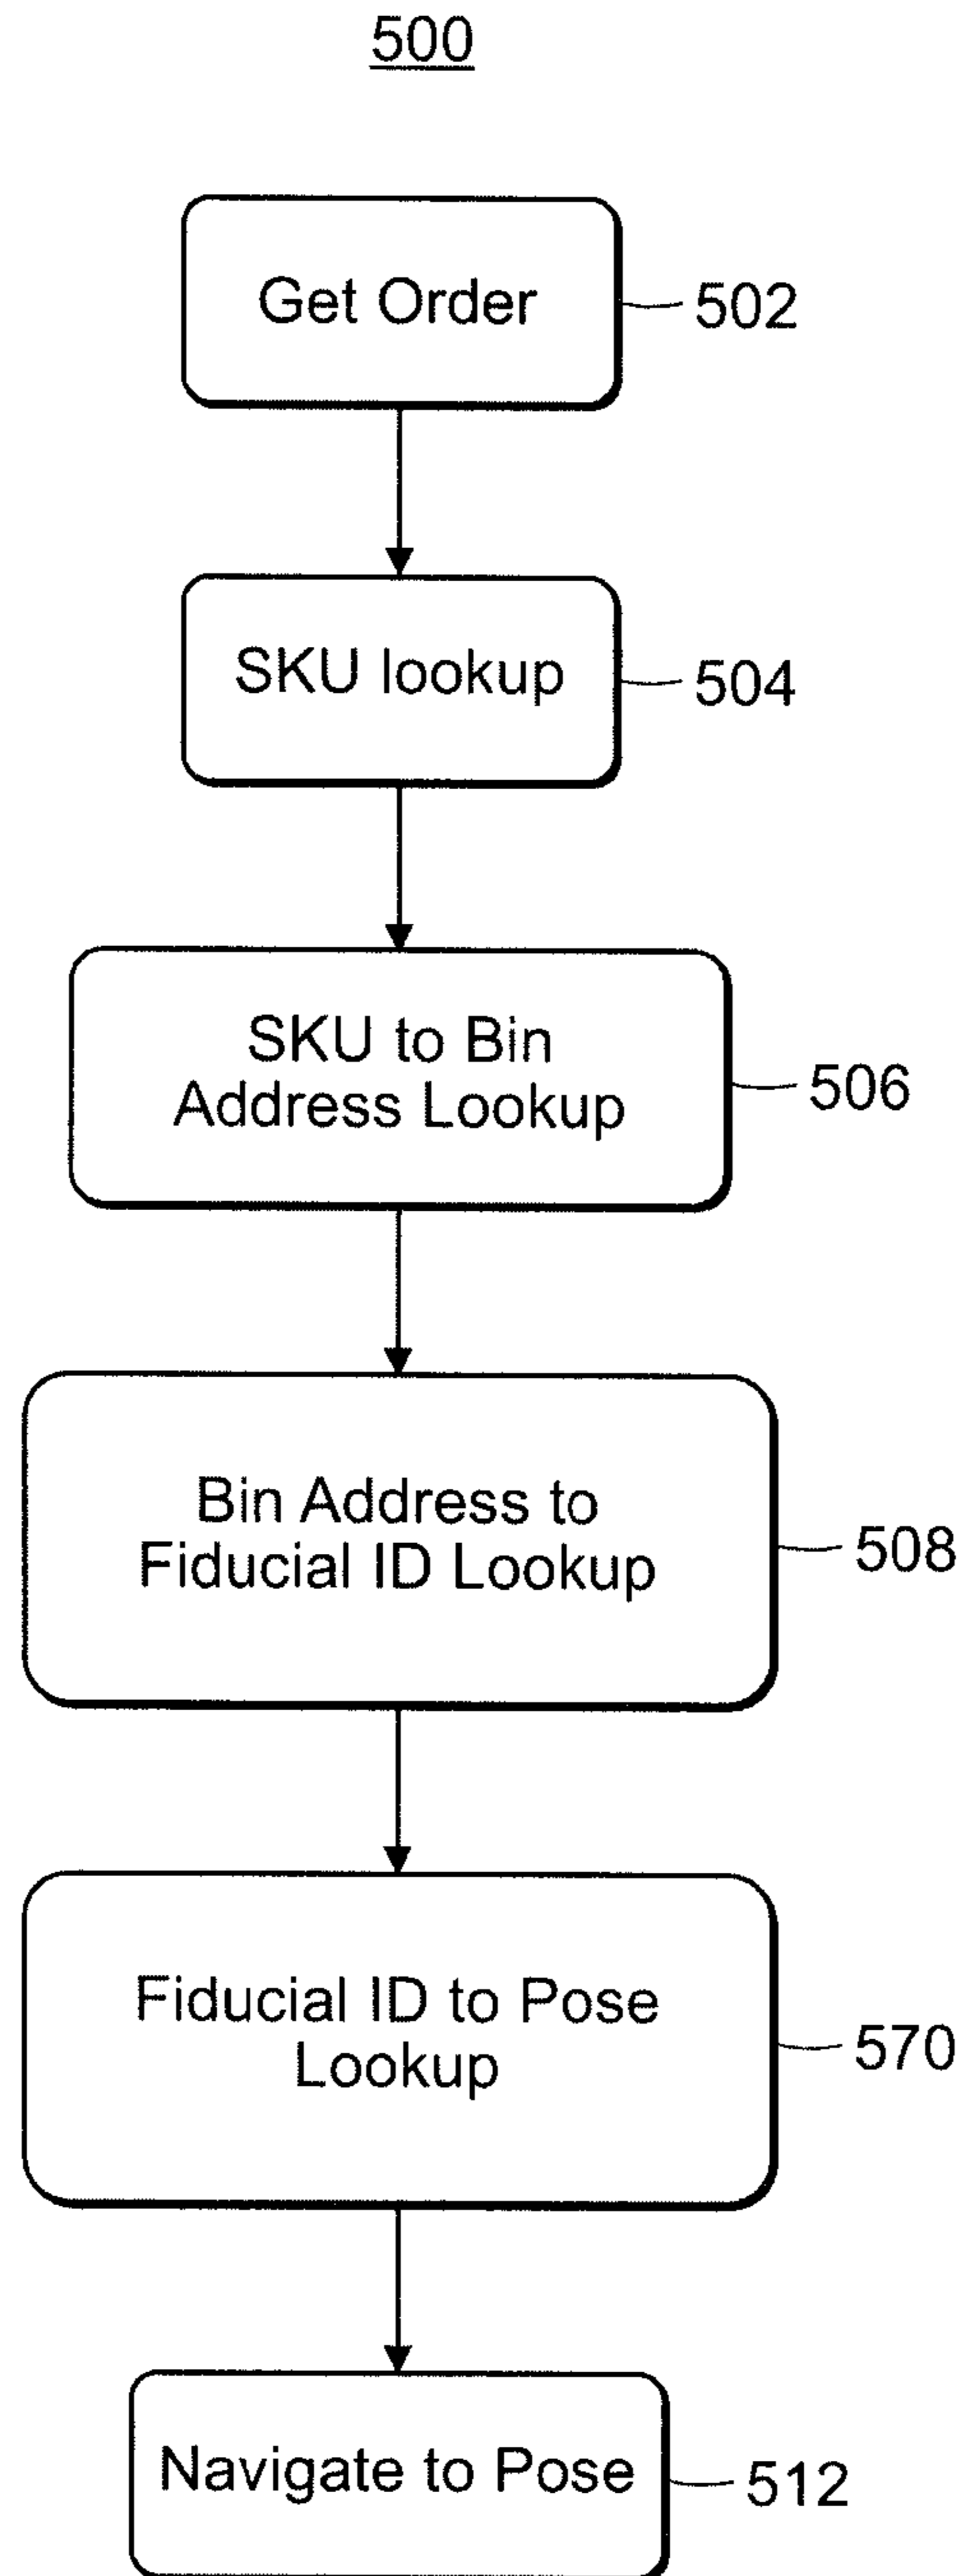 500
Get Order
502
SKU lookup
504
SKU to Bin
Address Lookup
506
Bin Address to
Fiducial ID Lookup
508
Fiducial ID to Pose
Lookup
570
Navigate to Pose
512